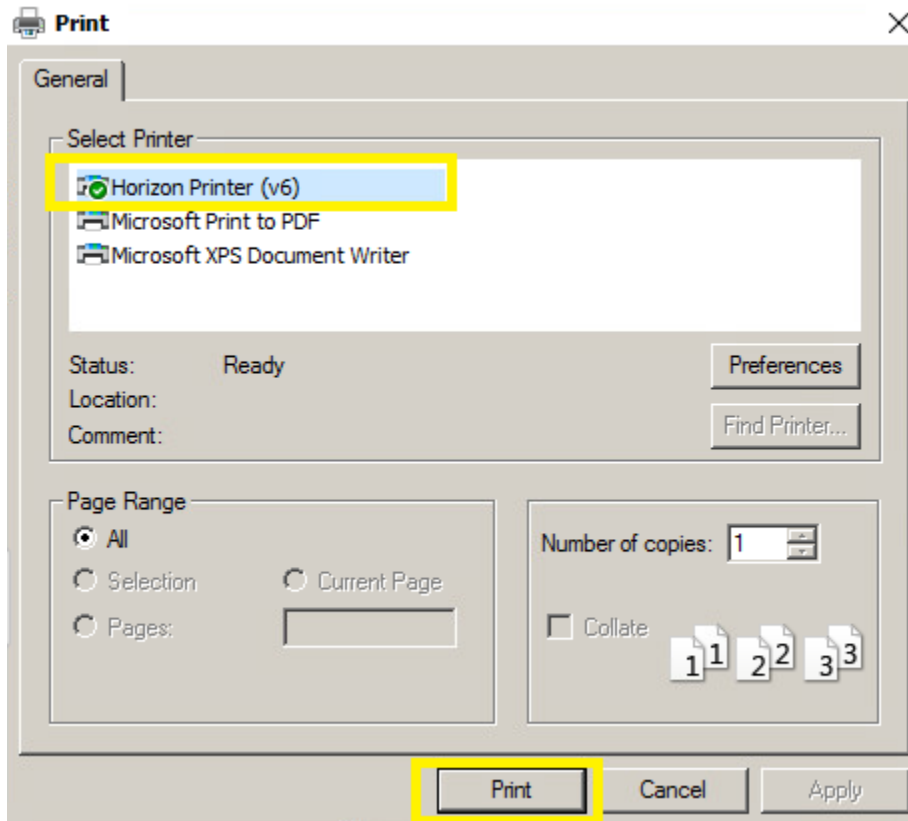 Print
General
Select Printer
Horizon Printer (v6)
Microsoft Print to PDF
Microsoft XPS Document Writer
Status: Ready
Preferences
Location:
Comment:
Find Printer...
Page Range
All
Selection
Current Page
Pages:
Number of copies: 1
Collate
1 1 2 2 3 3
Print
Cancel
Apply